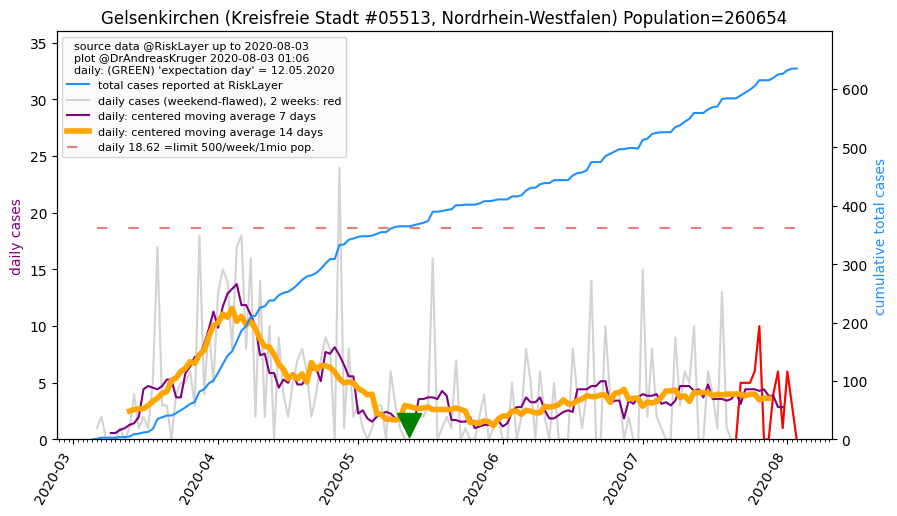 Gelsenkirchen (Kreisfreie Stadt #05513, Nordrhein-Westfalen) Population=260654
source data @RiskLayer up to 2020-08-03
plot @DrAndreasKruger 2020-08-03 01:06
daily: (GREEN) 'expectation day' = 12.05.2020
total cases reported at RiskLayer
daily cases (weekend-flawed), 2 weeks: red
daily: centered moving average 7 days
daily: centered moving average 14 days
daily 18.62 =limit 500/week/1mio pop.
daily cases
35
30
25
20
15
10
5
0
cumulative total cases
600
500
400
300
200
100
0
2020-03
2020-04
2020-05
2020-06
2020-07
2020-08